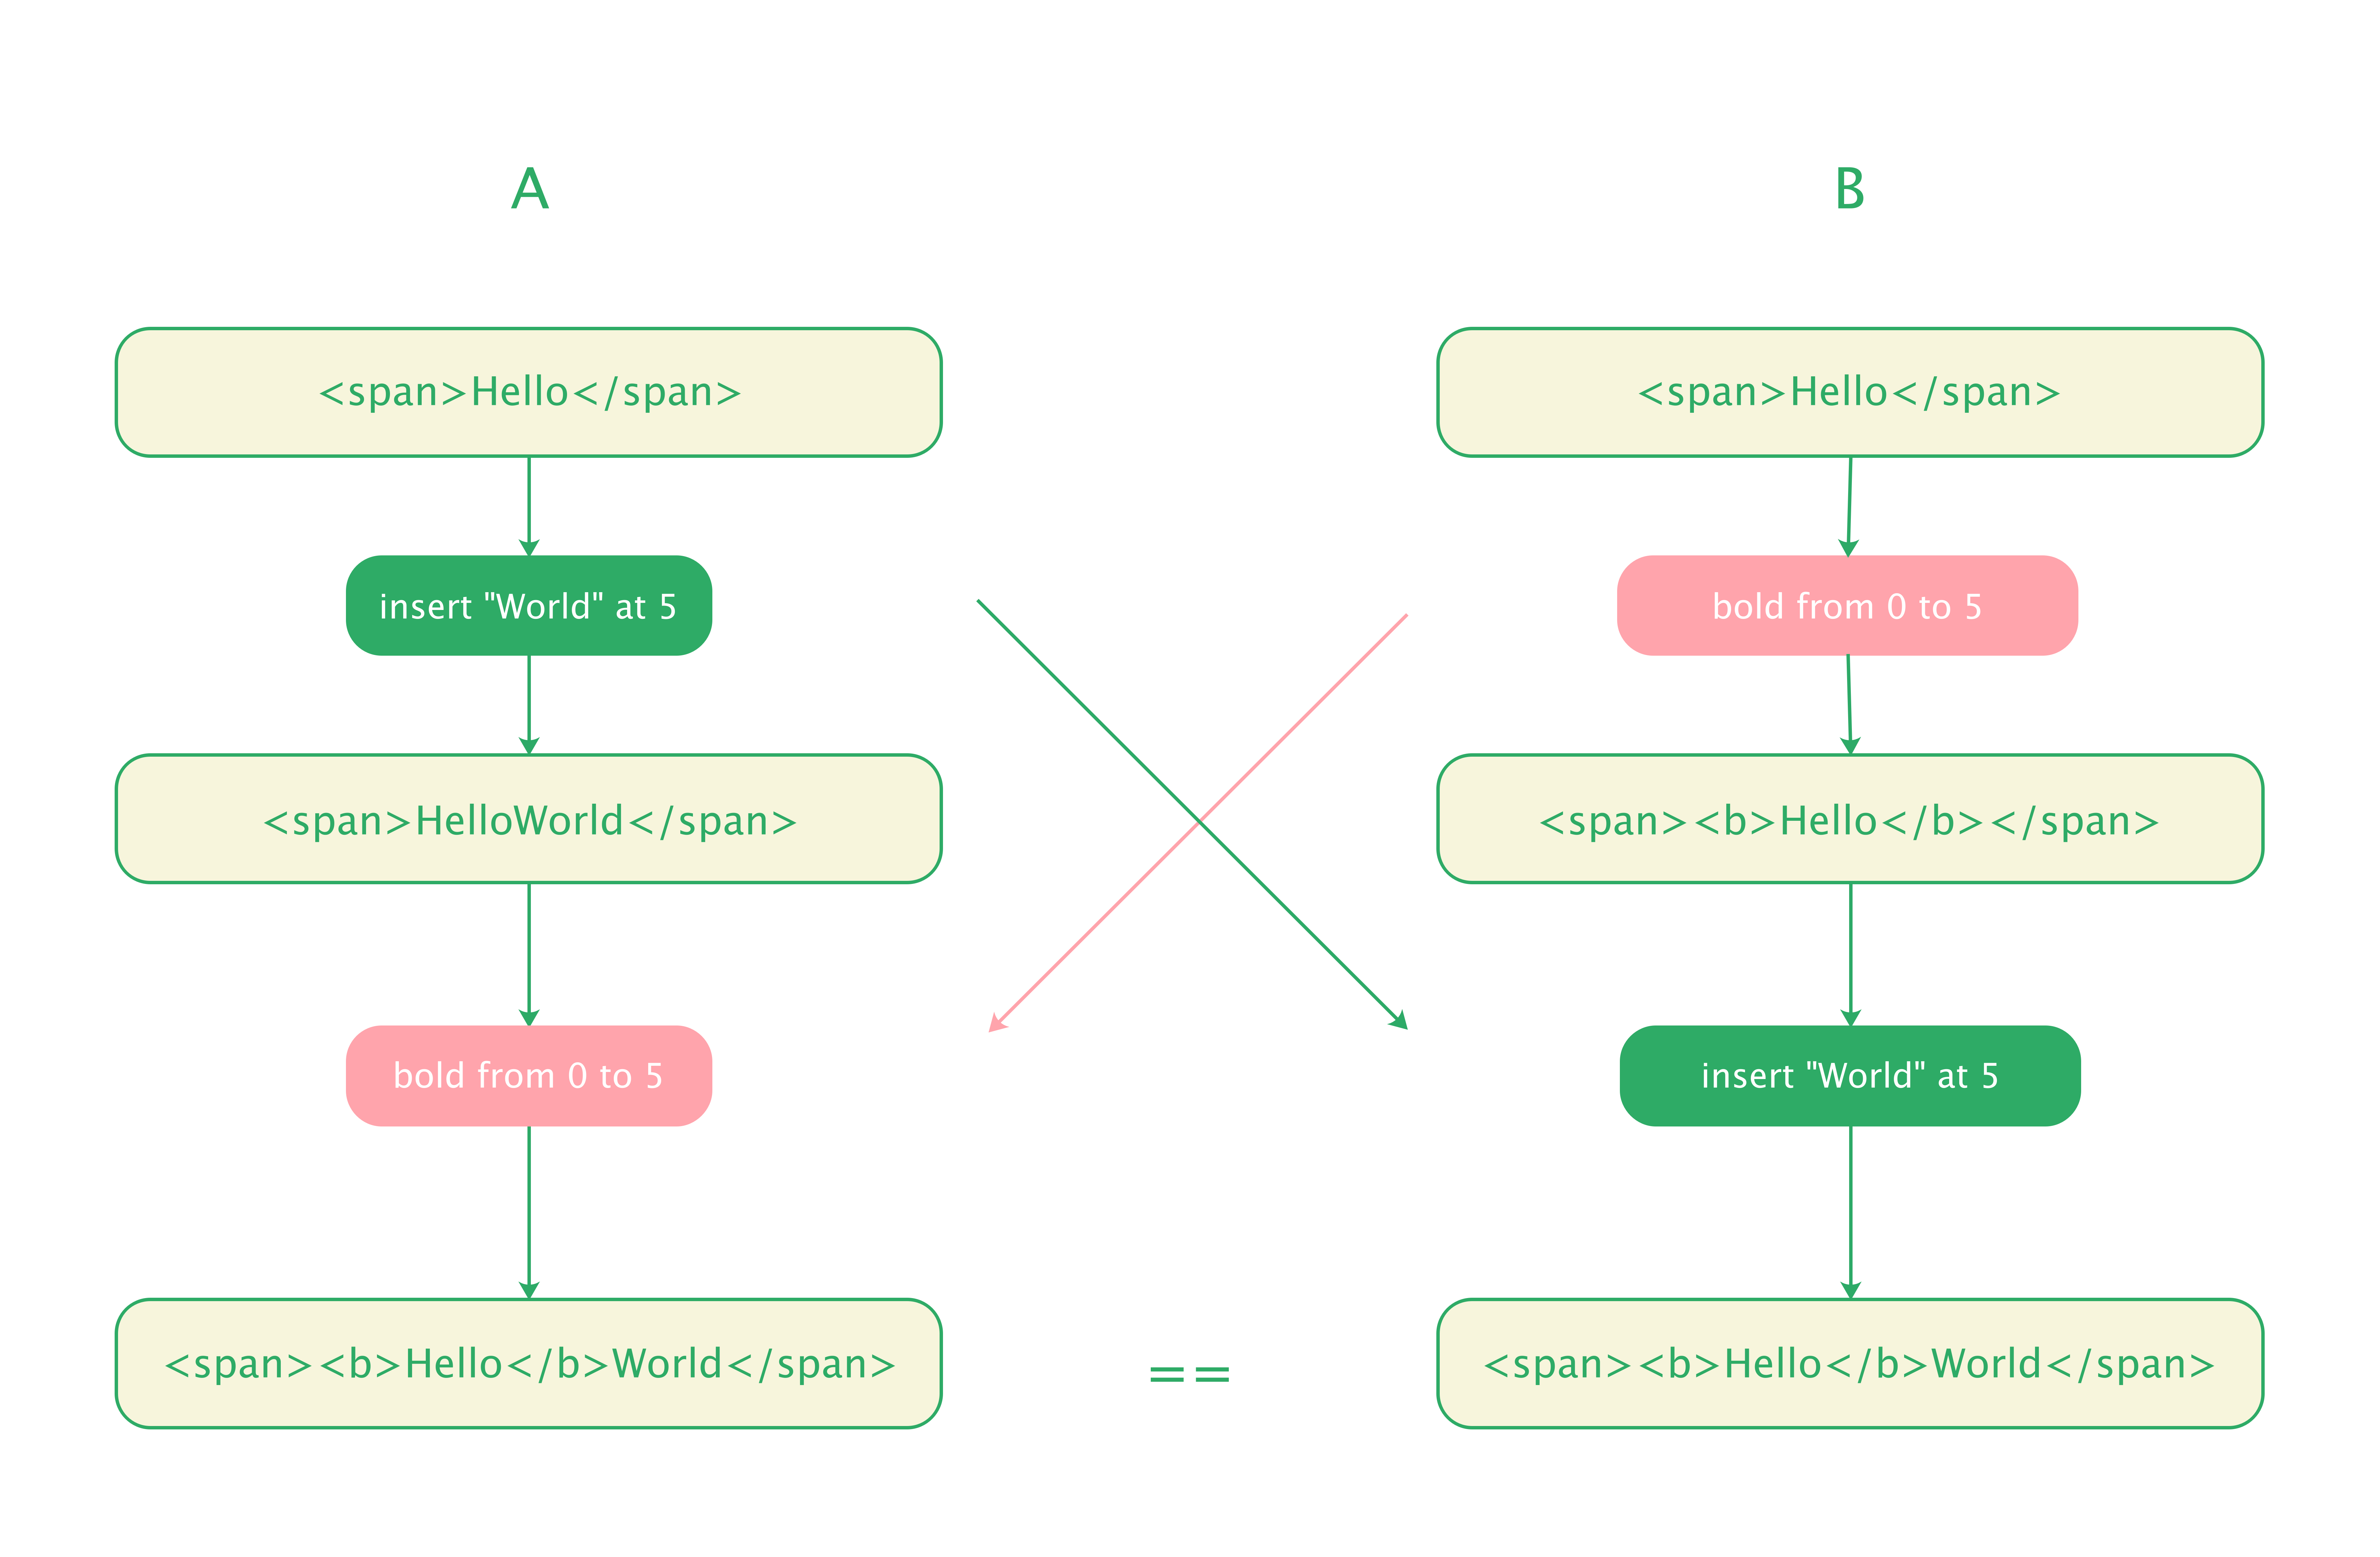 A
B
<span>Hello</span>
<span>Hello</span>
insert "World" at 5
bold from 0 to 5
<span>HelloWorld</span>
<span><b>Hello</b></span>
bold from 0 to 5
insert "World" at 5
<span><b>Hello</b>World</span>
==
<span><b>Hello</b>World</span>